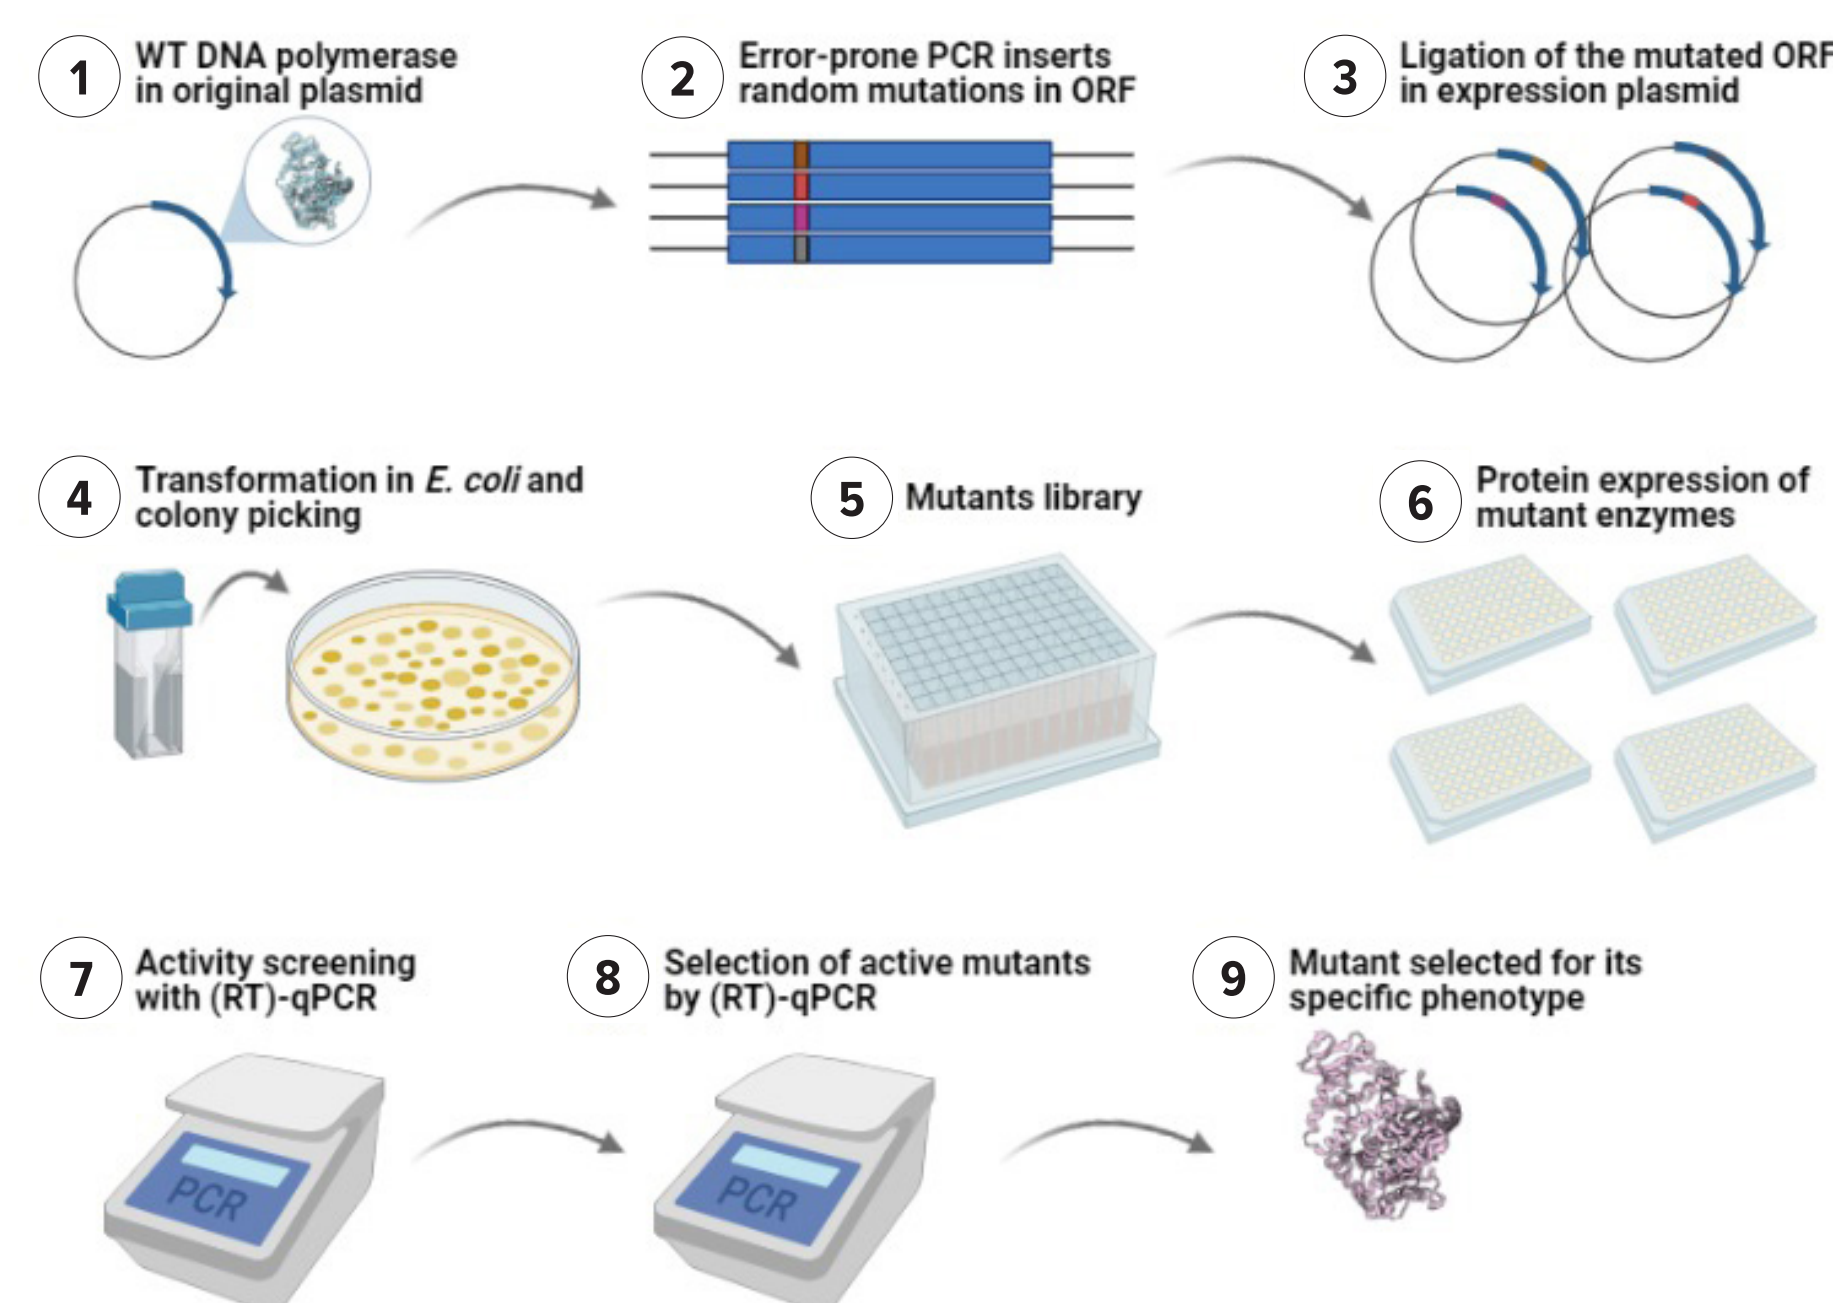 1
WT DNA polymerase
in original plasmid
2
Error-prone PCR inserts
random mutations in ORF
3
Ligation of the mutated ORF
in expression plasmid
4
Transformation in E. coli and
colony picking
5
Mutants library
6
Protein expression of
mutant enzymes
7
Activity screening
with (RT)-qPCR
PCR
8
Selection of active mutants
by (RT)-qPCR
PCR
9
Mutant selected for its
specific phenotype